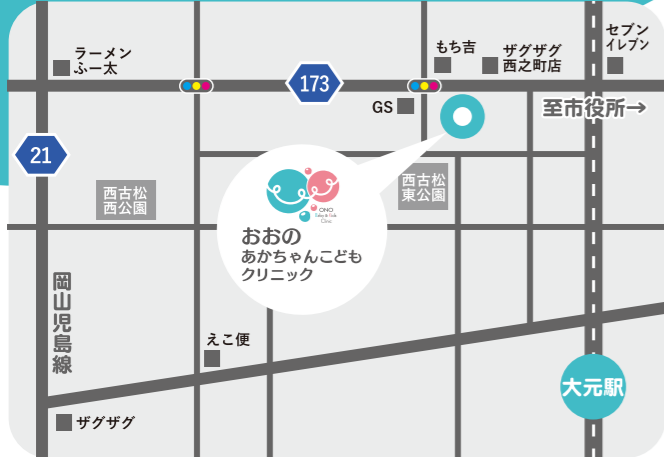 ラーメン
ふー太
もち吉
ザグザグ
西之町店
セブン
イレブン
173
GS
至市役所→
21
西古松
西公園
西古松
東公園
ONO
Clinic
おおの
あかちゃんこども
クリニック
岡山児島線
えこ便
大元駅
ザグザグ